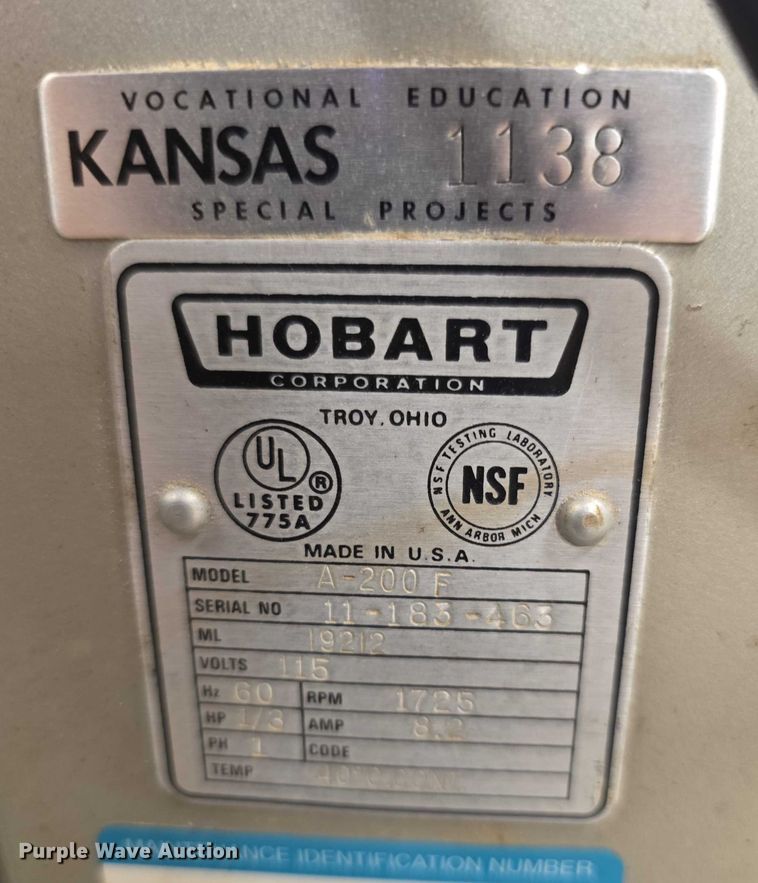 VOCATIONAL EDUCATION
KANSAS 1138
SPECIAL PROJECTS
HOBART
CORPORATION
TROY, OHIO
UL ®
LISTED
775A
NSF TESTING LABORATORY
NSF
ANN ARBOR MICH
MADE IN U.S.A.
MODEL A-200 F
SERIAL NO 11-183-463
ML 19212
VOLTS 115
Hz 60 RPM 1725
HP 1/3 AMP 8.2
PH 1 CODE
TEMP
IDENTIFICATION NUMBER
Purple Wave Auction